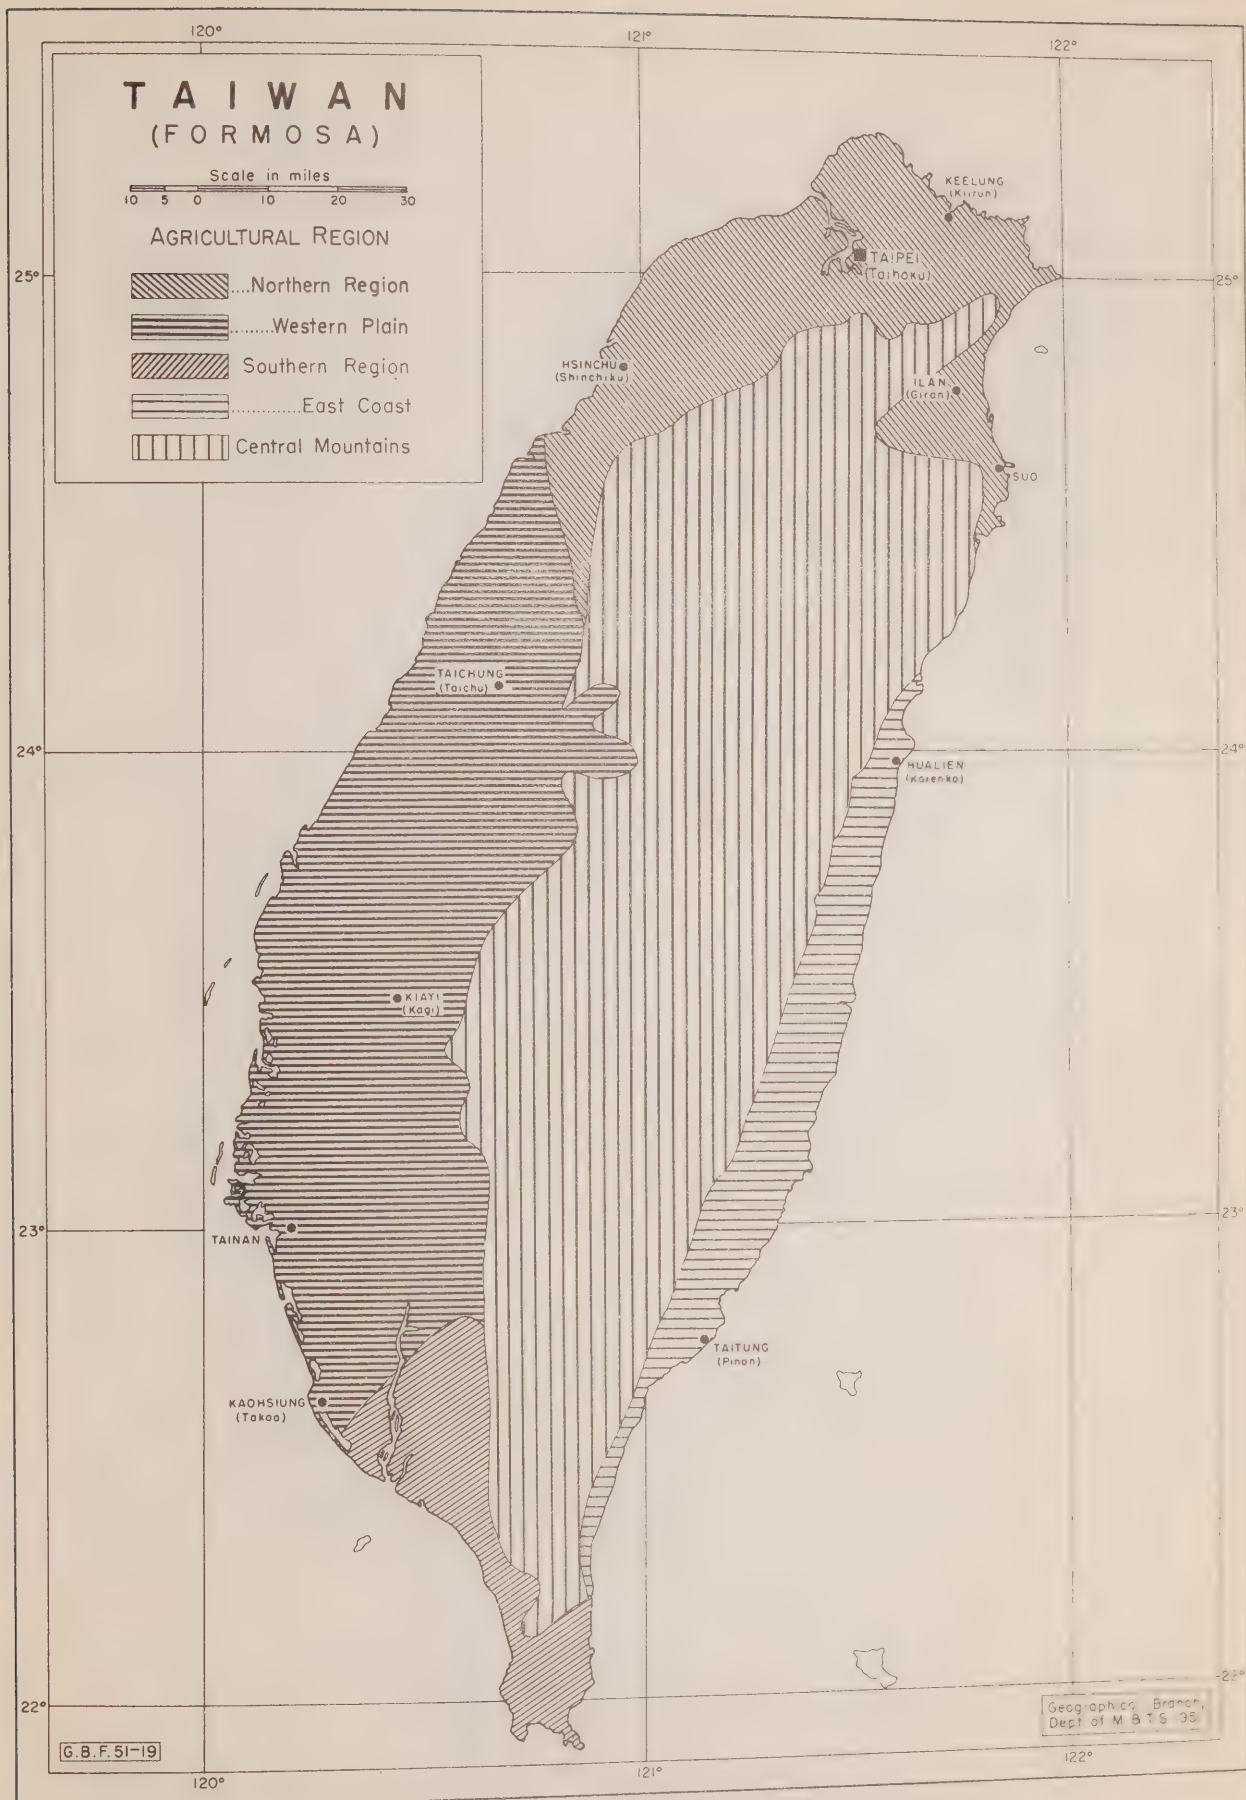 120°
121°
122°
TAIWAN
(FORMOSA)
Scale in miles
10 5 0 10 20 30
AGRICULTURAL REGION
....Northern Region
.........Western Plain
Southern Region
............East Coast
Central Mountains
KEELUNG
(Kiirun)
TAIPEI
(Taihoku)
25°
25°
HSINCHU
(Shinchiku)
ILAN
(Giran)
SUO
TAICHUNG
(Taichu)
24°
24°
HUALIEN
(Karenko)
KIAYI
(Kagi)
23°
23°
TAINAN
TAITUNG
(Pinan)
KAOHSIUNG
(Takao)
22°
22°
Geographical Branch,
Dept of M
G.B.F. 51-19
120°
121°
122°